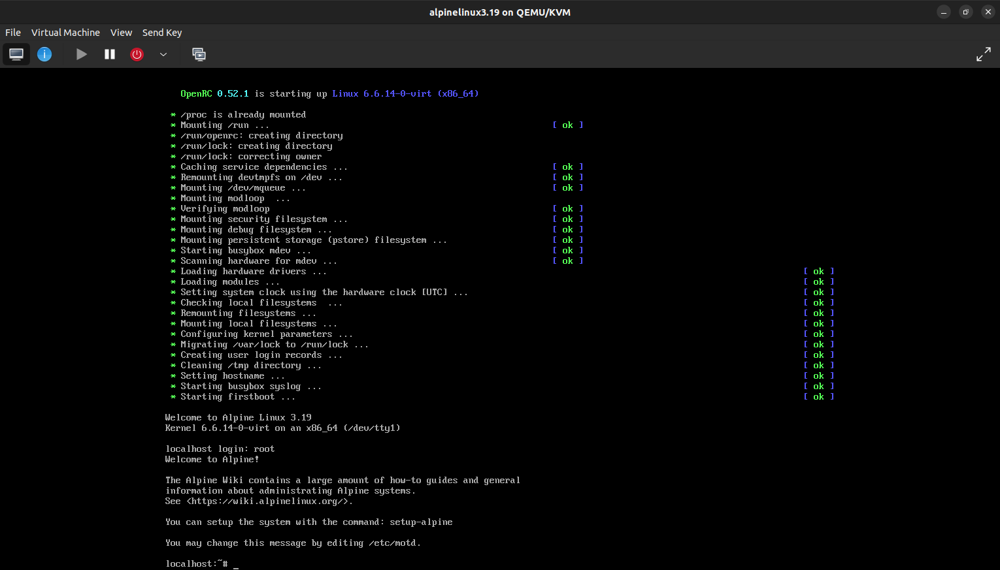 alpinelinux3.19 on QEMU/KVM
File Virtual Machine View Send Key
OpenRC 0.52.1 is starting up Linux 6.6.14-0-virt (x86_64)
* /proc is already mounted
* Mounting /run ... [ ok ]
* /run/openrc: creating directory
* /run/lock: creating directory
* /run/lock: correcting owner
* Caching service dependencies ... [ ok ]
* Remounting devtmpfs on /dev ... [ ok ]
* Mounting /dev/mqueue ... [ ok ]
* Mounting modloop  ...
* Verifying modloop [ ok ]
* Mounting security filesystem ... [ ok ]
* Mounting debug filesystem ... [ ok ]
* Mounting persistent storage (pstore) filesystem ... [ ok ]
* Starting busybox mdev ... [ ok ]
* Scanning hardware for mdev ... [ ok ]
* Loading hardware drivers ... [ ok ]
* Loading modules ... [ ok ]
* Setting system clock using the hardware clock [UTC] ... [ ok ]
* Checking local filesystems  ... [ ok ]
* Remounting filesystems ... [ ok ]
* Mounting local filesystems ... [ ok ]
* Configuring kernel parameters ... [ ok ]
* Migrating /var/lock to /run/lock ... [ ok ]
* Creating user login records ... [ ok ]
* Cleaning /tmp directory ... [ ok ]
* Setting hostname ... [ ok ]
* Starting busybox syslog ... [ ok ]
* Starting firstboot ... [ ok ]
Welcome to Alpine Linux 3.19
Kernel 6.6.14-0-virt on an x86_64 (/dev/tty1)
localhost login: root
Welcome to Alpine!
The Alpine Wiki contains a large amount of how-to guides and general
information about administrating Alpine systems.
See <https://wiki.alpinelinux.org/>.
You can setup the system with the command: setup-alpine
You may change this message by editing /etc/motd.
localhost:~# _